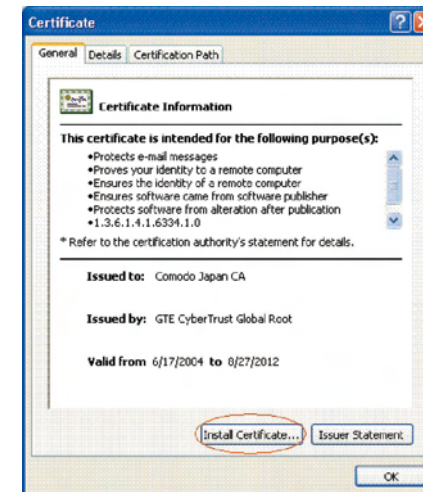 Certificate
General Details Certification Path
Certificate Information
This certificate is intended for the following purpose(s):
•Protects e-mail messages
•Proves your identity to a remote computer
•Ensures the identity of a remote computer
•Ensures software came from software publisher
•Protects software from alteration after publication
•1.3.6.1.4.1.6334.1.0
* Refer to the certification authority's statement for details.
Issued to: Comodo Japan CA
Issued by: GTE CyberTrust Global Root
Valid from 6/17/2004 to 8/27/2012
Install Certificate... Issuer Statement
OK